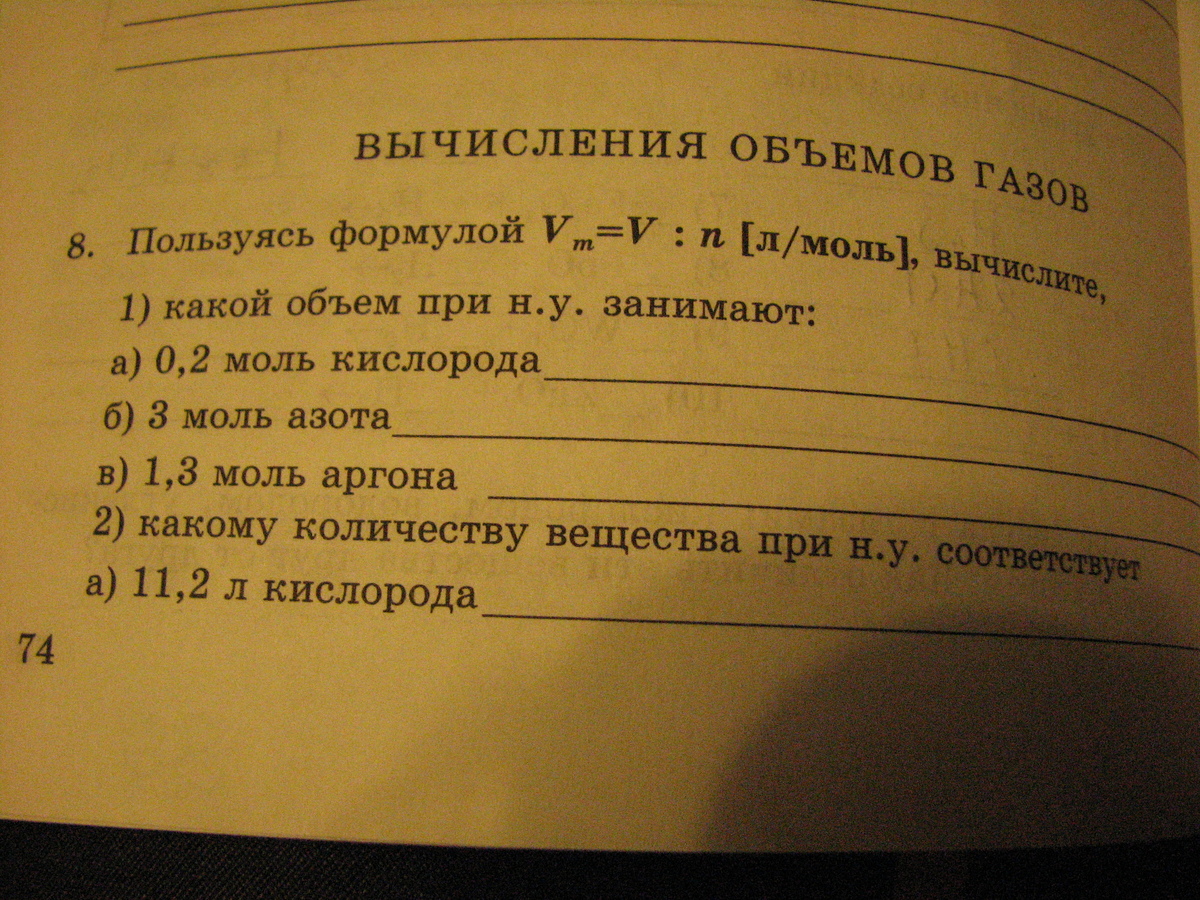 ВЫЧИСЛЕНИЯ ОБЪЕМОВ ГАЗОВ
8. Пользуясь формулой Vm=V : n [л/моль], вычислите,
1) какой объем при н.у. занимают:
а) 0,2 моль кислорода
б) 3 моль азота
в) 1,3 моль аргона
2) какому количеству вещества при н.у. соответствует
а) 11,2 л кислорода
74